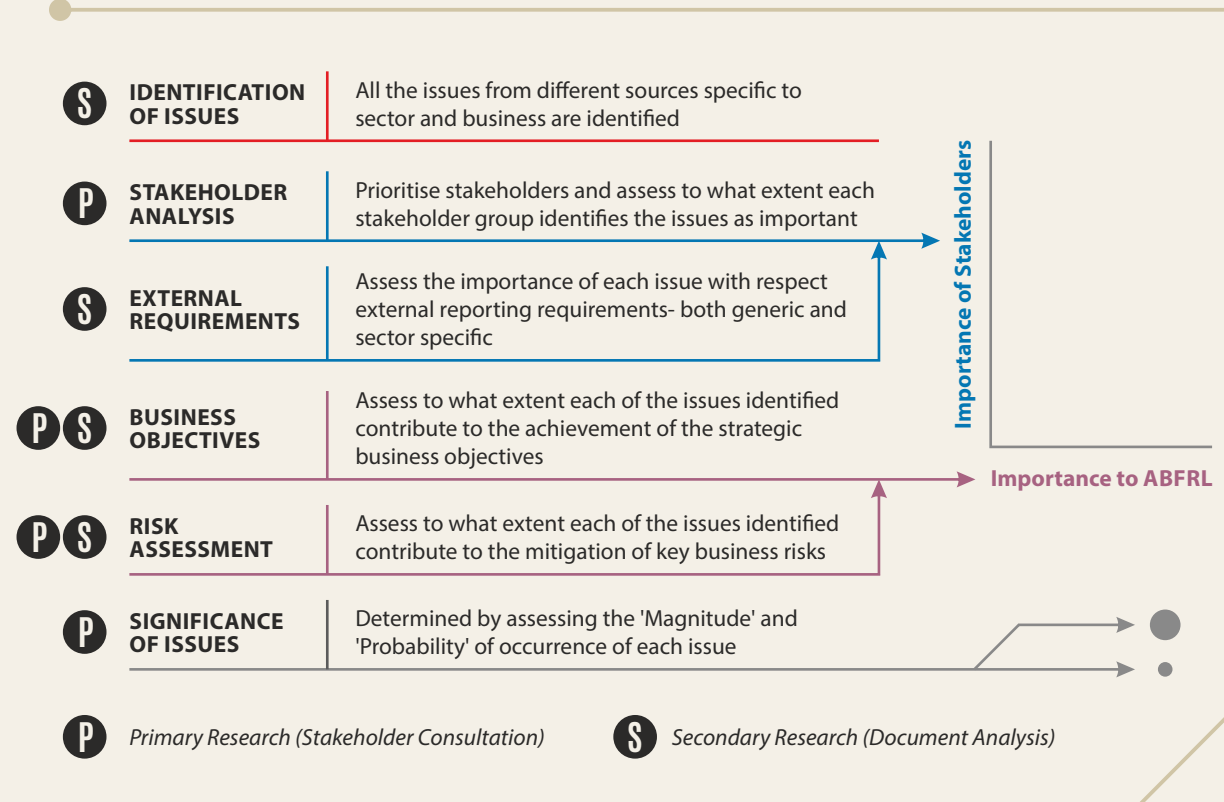 S
IDENTIFICATION
OF ISSUES
All the issues from different sources specific to
sector and business are identified
P
STAKEHOLDER
ANALYSIS
Prioritise stakeholders and assess to what extent each
stakeholder group identifies the issues as important
S
EXTERNAL
REQUIREMENTS
Assess the importance of each issue with respect
external reporting requirements- both generic and
sector specific
P S
BUSINESS
OBJECTIVES
Assess to what extent each of the issues identified
contribute to the achievement of the strategic
business objectives
P S
RISK
ASSESSMENT
Assess to what extent each of the issues identified
contribute to the mitigation of key business risks
P
SIGNIFICANCE
OF ISSUES
Determined by assessing the 'Magnitude' and
'Probability' of occurrence of each issue
Importance of Stakeholders
Importance to ABFRL
P Primary Research (Stakeholder Consultation)
S Secondary Research (Document Analysis)